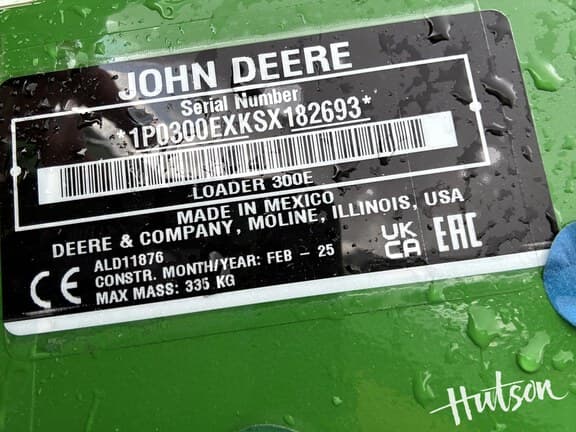 JOHN DEERE
Serial Number
*1P0300EXKSX182693*
LOADER 300E
MADE IN MEXICO
DEERE & COMPANY, MOLINE, ILLINOIS, USA
ALD11876
CONSTR. MONTH/YEAR: FEB - 25
MAX MASS: 335 KG
CE
UK
CA
EAC
Hutson